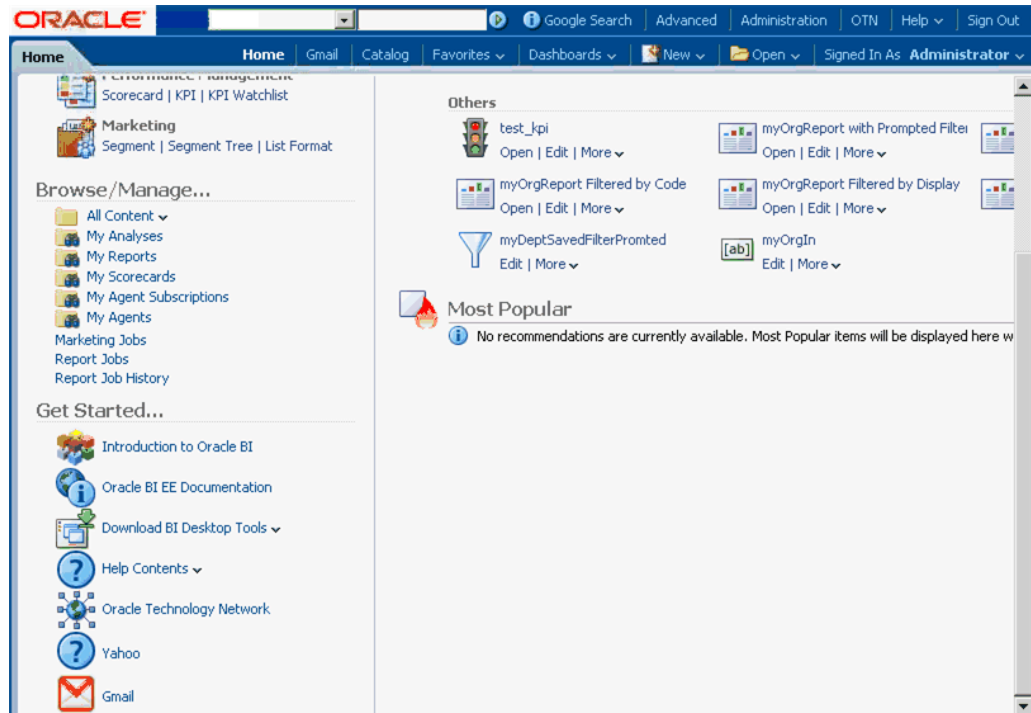 ORACLE
Google Search Advanced Administration OTN Help Sign Out
Home
Home Gmail Catalog Favorites Dashboards New Open Signed In As Administrator
Performance Management
Scorecard | KPI | KPI Watchlist
Marketing
Segment | Segment Tree | List Format
Browse/Manage...
All Content
My Analyses
My Reports
My Scorecards
My Agent Subscriptions
My Agents
Marketing Jobs
Report Jobs
Report Job History
Get Started...
Introduction to Oracle BI
Oracle BI EE Documentation
Download BI Desktop Tools
Help Contents
Oracle Technology Network
Yahoo
Gmail
Others
test_kpi
Open | Edit | More
myOrgReport with Prompted Filter
Open | Edit | More
myOrgReport Filtered by Code
Open | Edit | More
myOrgReport Filtered by Display
Open | Edit | More
myDeptSavedFilterPromted
Edit | More
[ab]
myOrgIn
Edit | More
Most Popular
No recommendations are currently available. Most Popular items will be displayed here w